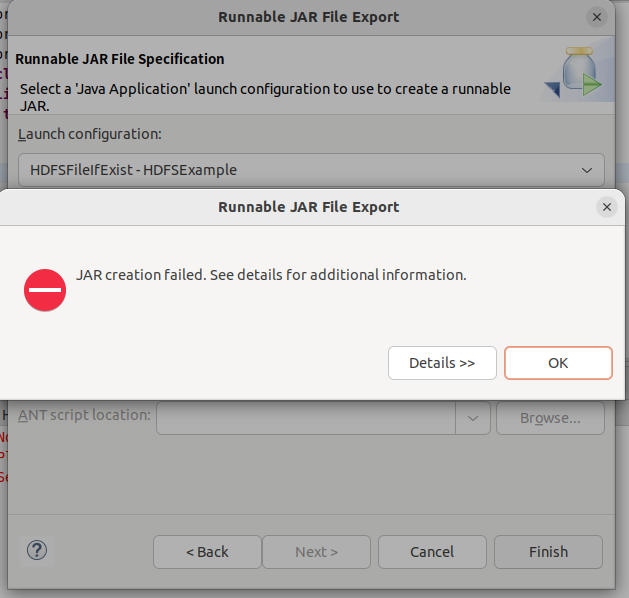 Runnable JAR File Export
Runnable JAR File Specification
Select a 'Java Application' launch configuration to use to create a runnable
JAR.
Launch configuration:
HDFSFileIfExist - HDFSExample
Runnable JAR File Export
JAR creation failed. See details for additional information.
Details >>
OK
ANT script location:
Browse...
< Back
Next >
Cancel
Finish